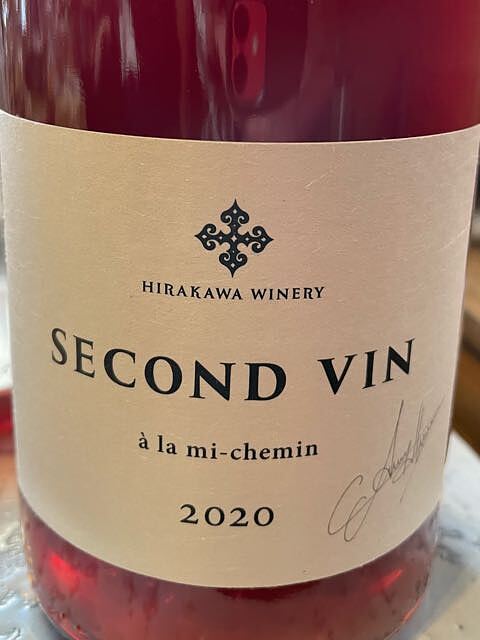 HIRAKAWA WINERY
SECOND VIN
à la mi-chemin
2020